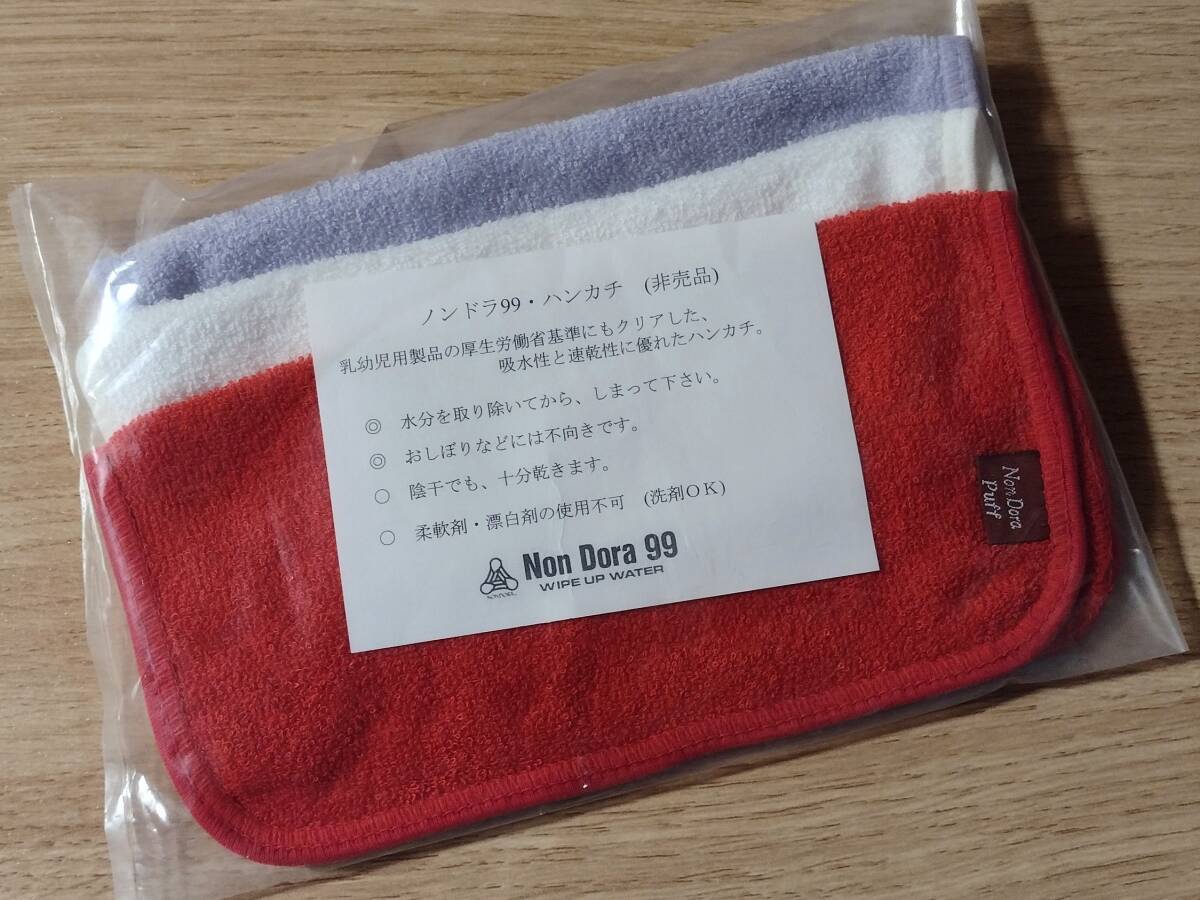 ノンドラ99・ハンカチ (非売品)
乳幼児用製品の厚生労働省基準にもクリアした、
吸水性と速乾性に優れたハンカチ。
◎ 水分を取り除いてから、しまって下さい。
◎ おしぼりなどには不向きです。
○ 陰干でも、十分乾きます。
○ 柔軟剤・漂白剤の使用不可 (洗剤OK)
Non Dora 99
WIPE UP WATER
Non Dora
puff